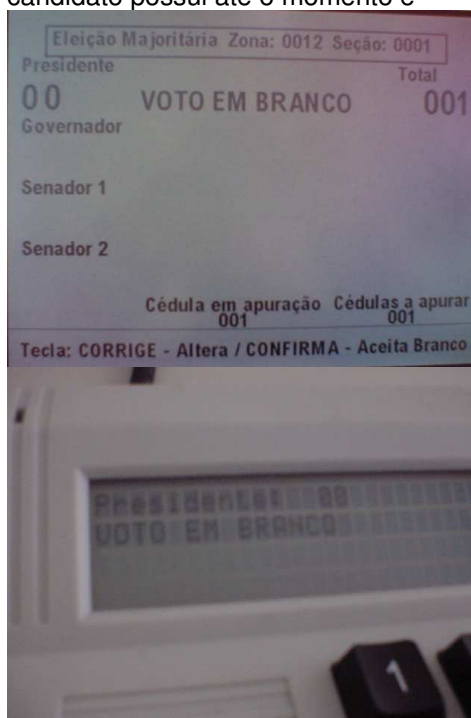 candidato possui até o momento e
Eleição Majoritária Zona: 0012 Seção: 0001
Presidente
Total
00 VOTO EM BRANCO 001
Governador
Senador 1
Senador 2
Cédula em apuração Cédulas a apurar
001 001
Tecla: CORRIGE - Altera / CONFIRMA - Aceita Branco
Presidente: 00
VOTO EM BRANCO
1